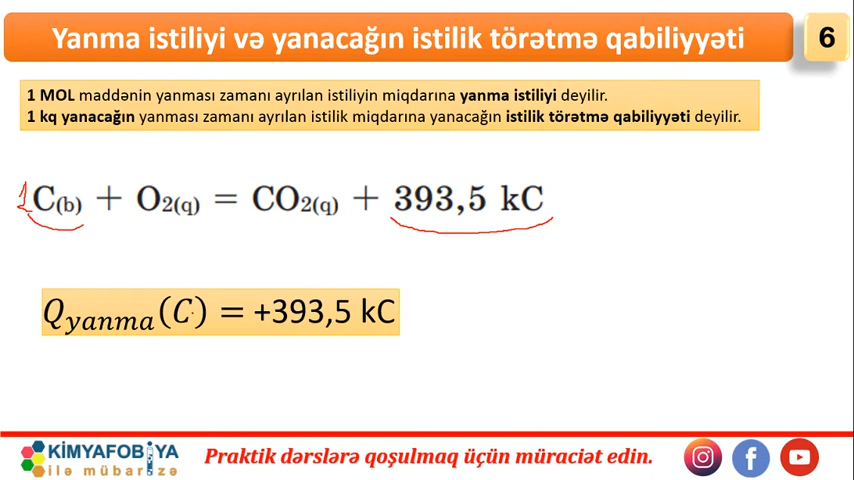 Yanma istiliyi və yanacağın istilik törətmə qabiliyyəti
6
1 MOL maddənin yanması zamanı ayrılan istiliyin miqdarına yanma istiliyi deyilir.
1 kq yanacağın yanması zamanı ayrılan istilik miqdarına yanacağın istilik törətmə qabiliyyəti deyilir.
1C(b) + O2(q) = CO2(q) + 393,5 kC
Qyanma(C) = +393,5 kC
KİMYAFOBİYA
ilə mübarizə
Praktik dərslərə qoşulmaq üçün müraciət edin.